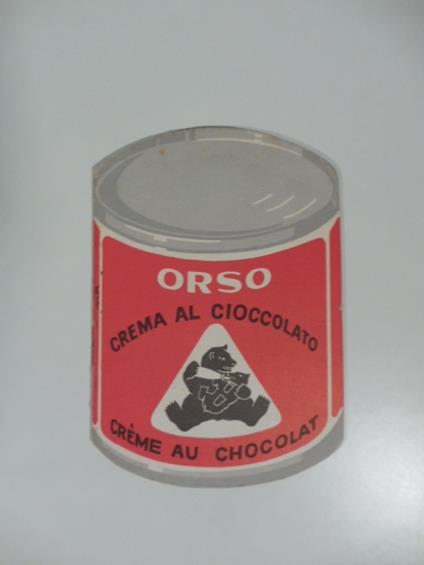 ORSO
CREMA AL CIOCCOLATO
CRÈME AU CHOCOLAT